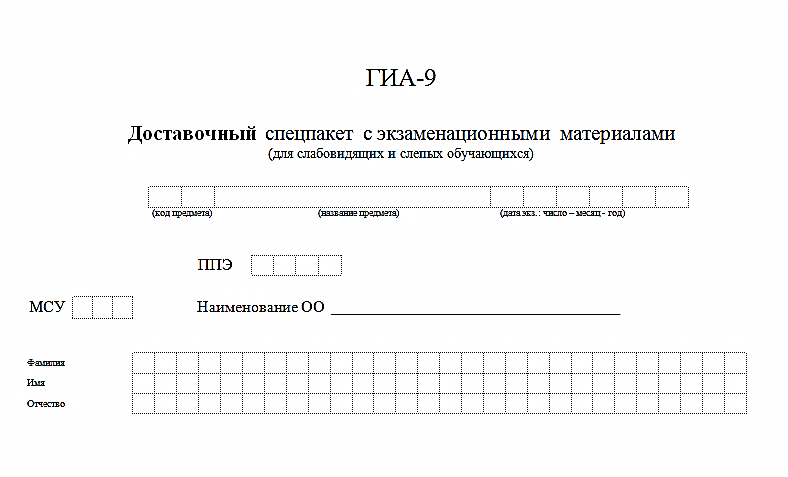 ГИА-9
Доставочный спецпакет с экзаменационными материалами
(для слабовидящих и слепых обучающихся)
(код предмета) (название предмета) (дата экз.: число – месяц - год)
ППЭ
МСУ Наименование ОО
Фамилия
Имя
Отчество